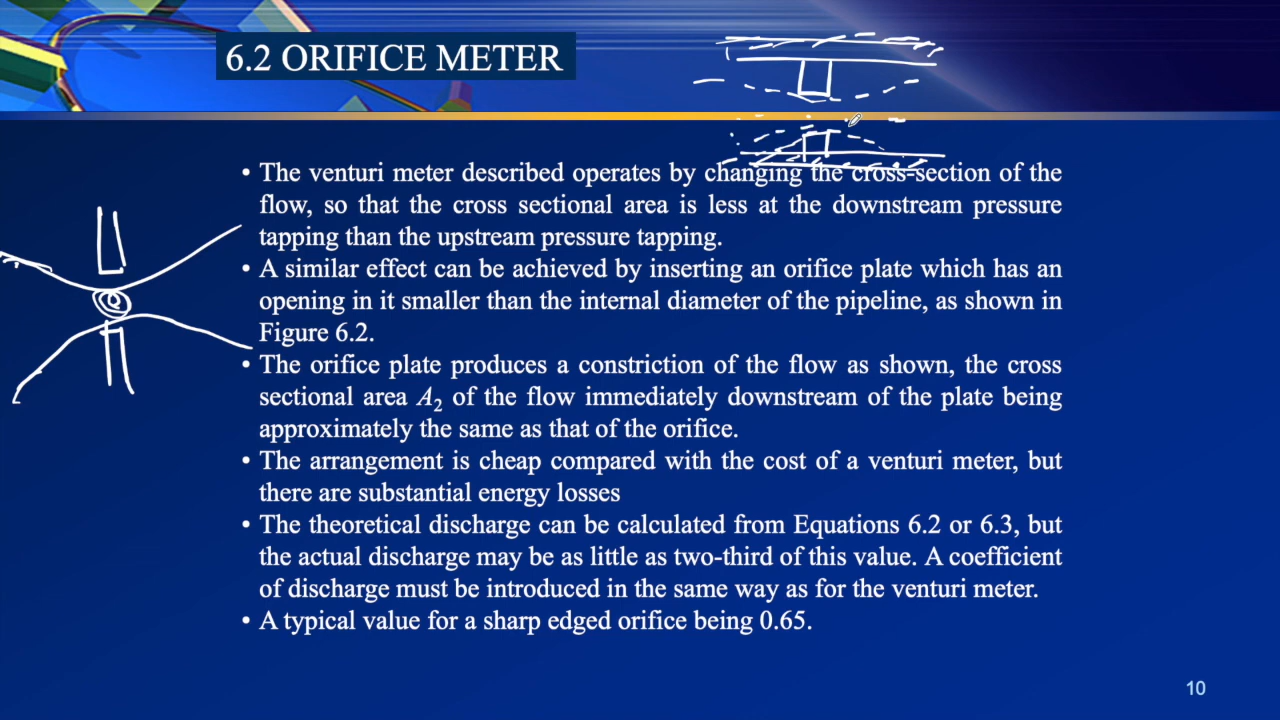 6.2 ORIFICE METER
• The venturi meter described operates by changing the cross-section of the
flow, so that the cross sectional area is less at the downstream pressure
tapping than the upstream pressure tapping.
• A similar effect can be achieved by inserting an orifice plate which has an
opening in it smaller than the internal diameter of the pipeline, as shown in
Figure 6.2.
• The orifice plate produces a constriction of the flow as shown, the cross
sectional area A₂ of the flow immediately downstream of the plate being
approximately the same as that of the orifice.
• The arrangement is cheap compared with the cost of a venturi meter, but
there are substantial energy losses
• The theoretical discharge can be calculated from Equations 6.2 or 6.3, but
the actual discharge may be as little as two-third of this value. A coefficient
of discharge must be introduced in the same way as for the venturi meter.
• A typical value for a sharp edged orifice being 0.65.
10